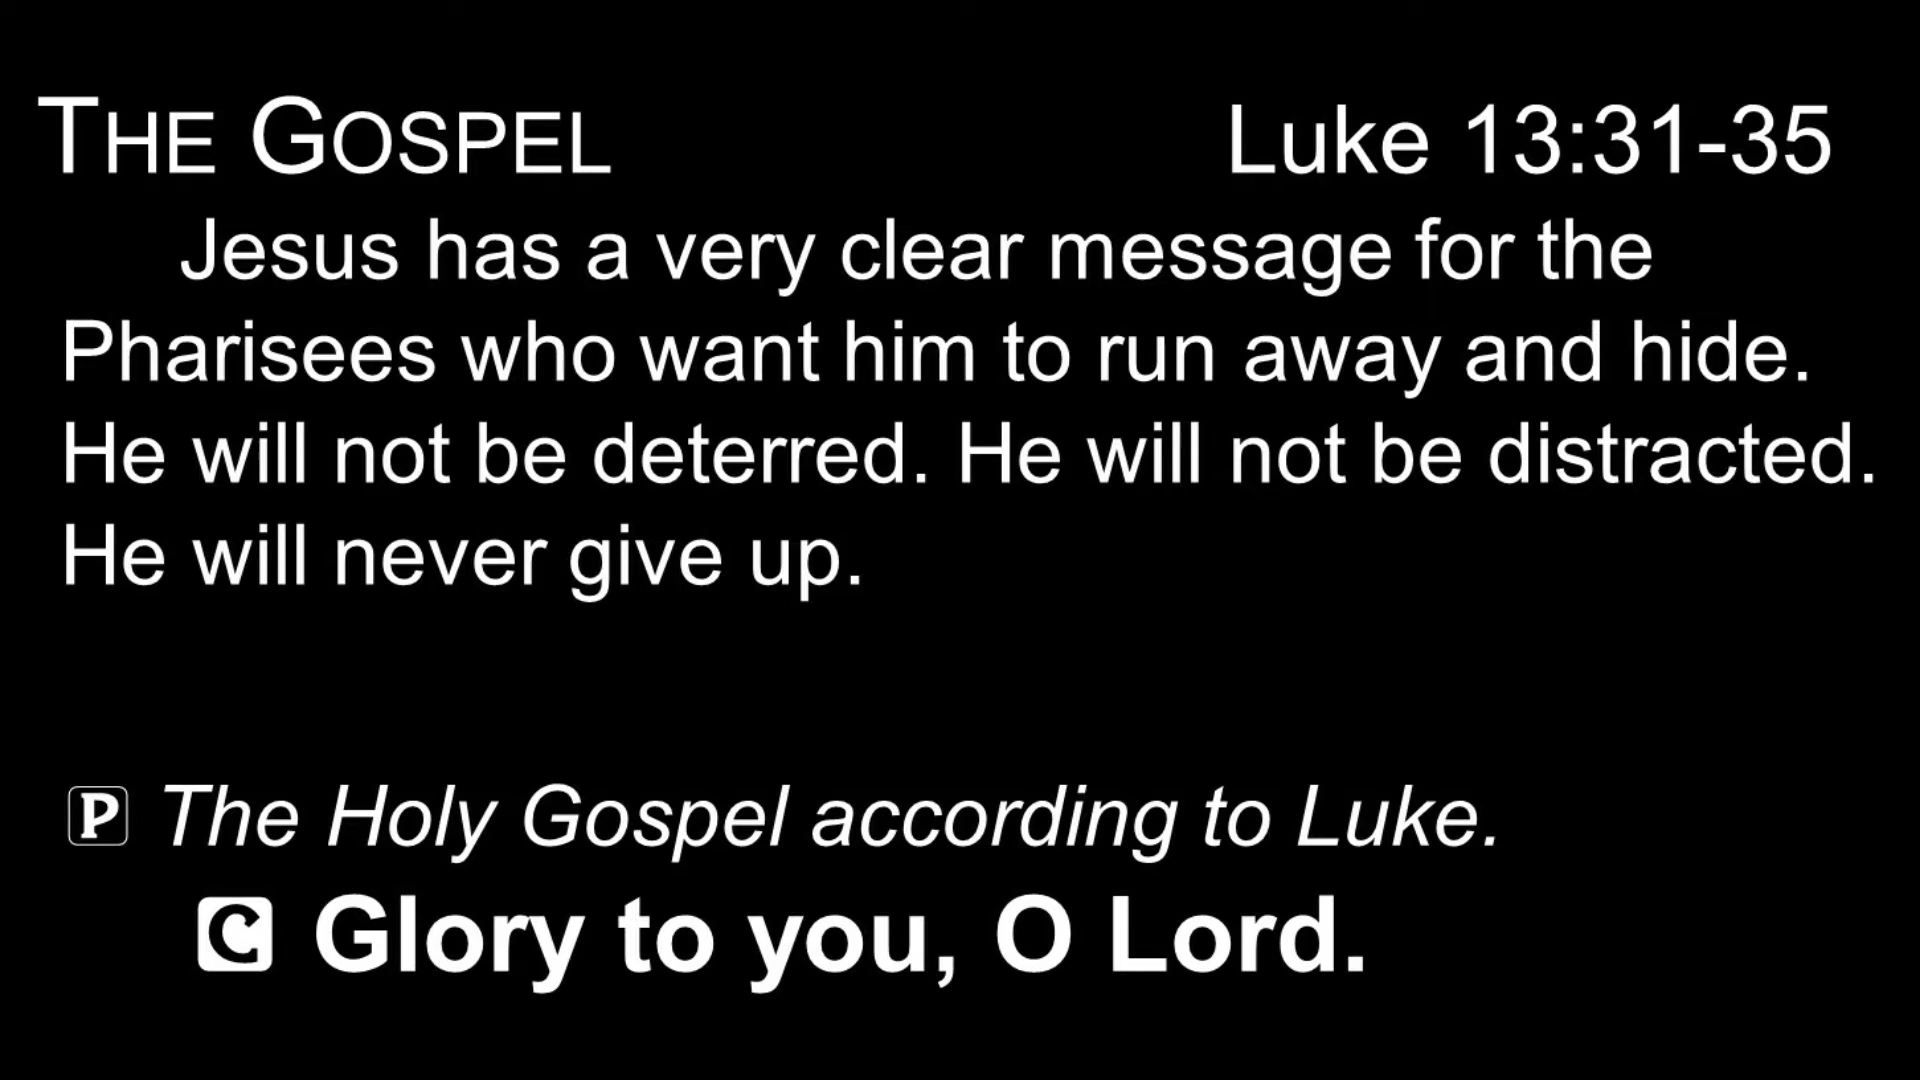 THE GOSPEL Luke 13:31-35
Jesus has a very clear message for the
Pharisees who want him to run away and hide.
He will not be deterred. He will not be distracted.
He will never give up.
P The Holy Gospel according to Luke.
C Glory to you, O Lord.